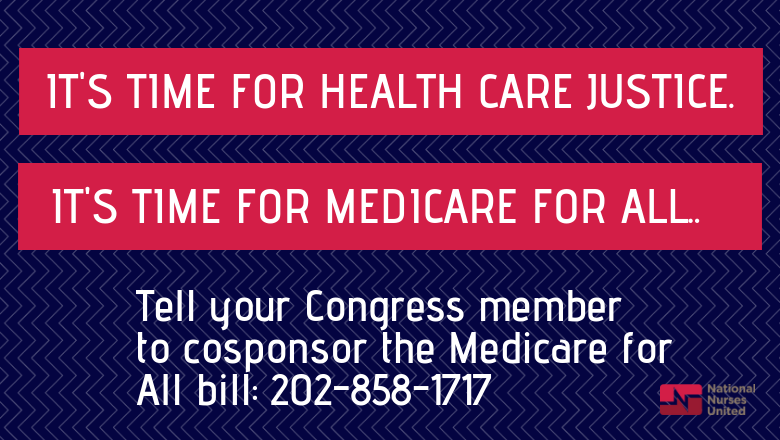 IT'S TIME FOR HEALTH CARE JUSTICE.
IT'S TIME FOR MEDICARE FOR ALL..
Tell your Congress member
to cosponsor the Medicare for
All bill: 202-858-1717
National
Nurses
United